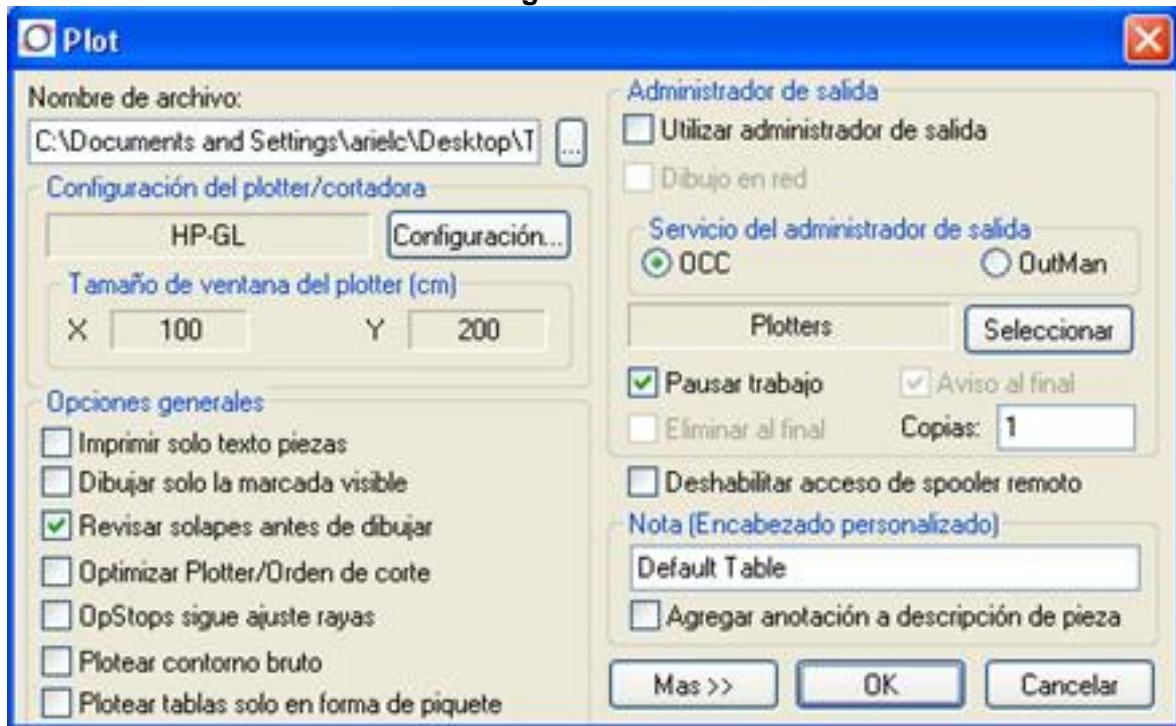 Plot
Nombre de archivo:
C:\Documents and Settings\arielc\Desktop\T
...
Configuración del plotter/cortadora
HP-GL
Configuración...
Tamaño de ventana del plotter (cm)
X 100 Y 200
Opciones generales
Imprimir solo texto piezas
Dibujar solo la marcada visible
Revisar solapes antes de dibujar
Optimizar Plotter/Orden de corte
OpStops sigue ajuste rayas
Plotear contorno bruto
Plotear tablas solo en forma de piquete
Administrador de salida
Utilizar administrador de salida
Dibujo en red
Servicio del administrador de salida
OCC OutMan
Plotters Seleccionar
Pausar trabajo Aviso al final
Eliminar al final Copias: 1
Deshabilitar acceso de spooler remoto
Nota (Encabezado personalizado)
Default Table
Agregar anotación a descripción de pieza
Mas >> OK Cancelar